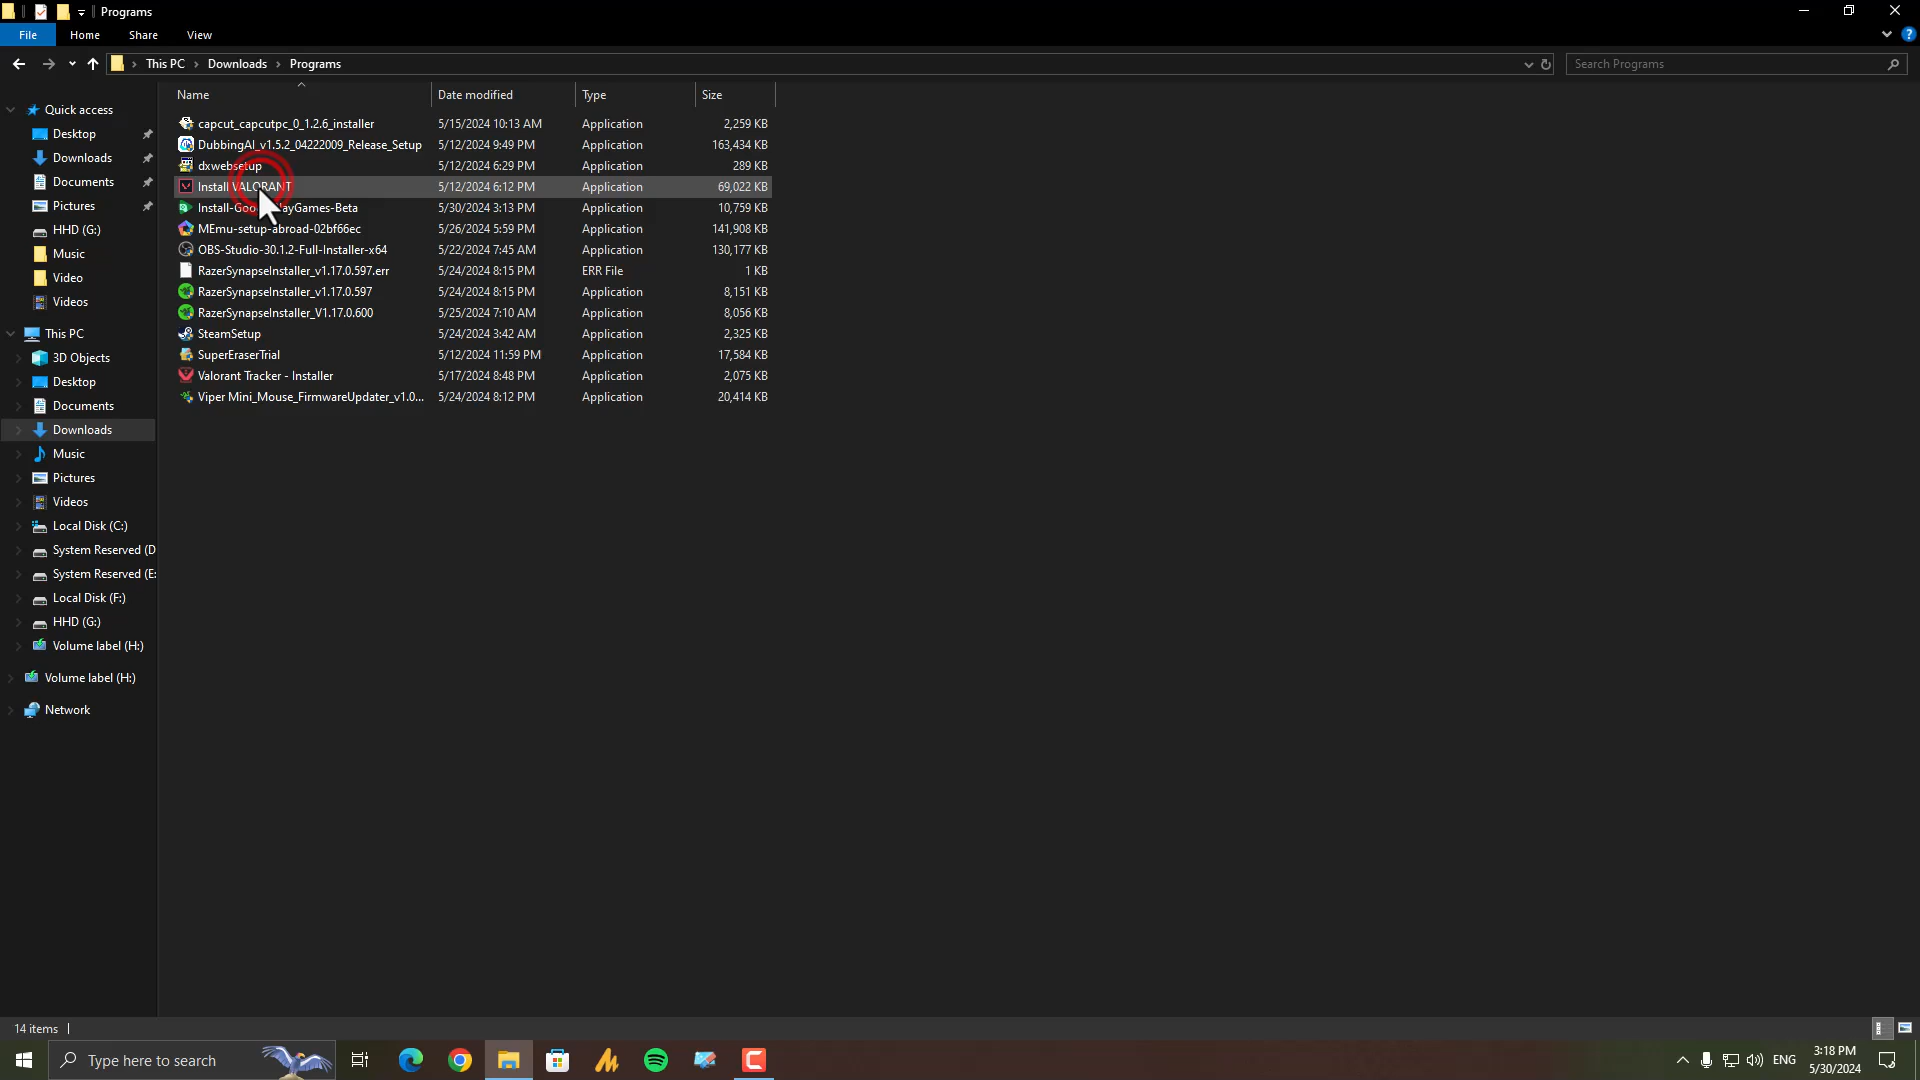 Programs
File Home Share View
This PC Downloads Programs
Search Programs
Name Date modified Type Size
Quick access
Desktop
Downloads
Documents
Pictures
HHD (G:)
Music
Video
Videos
This PC
3D Objects
Desktop
Documents
Downloads
Music
Pictures
Videos
Local Disk (C:)
System Reserved (D
System Reserved (E:
Local Disk (F:)
HHD (G:)
Volume label (H:)
Volume label (H:)
Network
capcut_capcutpc_0_1.2.6_installer 5/15/2024 10:13 AM Application 2,259 KB
DubbingAI_v1.5.2_04222009_Release_Setup 5/12/2024 9:49 PM Application 163,434 KB
dxwebsetup 5/12/2024 6:29 PM Application 289 KB
Install VALORANT 5/12/2024 6:12 PM Application 69,022 KB
5/30/2024 3:13 PM Application 10,759 KB
MEmu-setup-abroad-02bf66ec 5/26/2024 5:59 PM Application 141,908 KB
OBS-Studio-30.1.2-Full-Installer-x64 5/22/2024 7:45 AM Application 130,177 KB
RazerSynapseInstaller_v1.17.0.597.err 5/24/2024 8:15 PM ERR File 1 KB
RazerSynapseInstaller_v1.17.0.597 5/24/2024 8:15 PM Application 8,151 KB
RazerSynapseInstaller_V1.17.0.600 5/25/2024 7:10 AM Application 8,056 KB
SteamSetup 5/24/2024 3:42 AM Application 2,325 KB
SuperEraserTrial 5/12/2024 11:59 PM Application 17,584 KB
Valorant Tracker - Installer 5/17/2024 8:48 PM Application 2,075 KB
Viper Mini_Mouse_FirmwareUpdater_v1.0... 5/24/2024 8:12 PM Application 20,414 KB
14 items
Type here to search
ENG
3:18 PM
5/30/2024